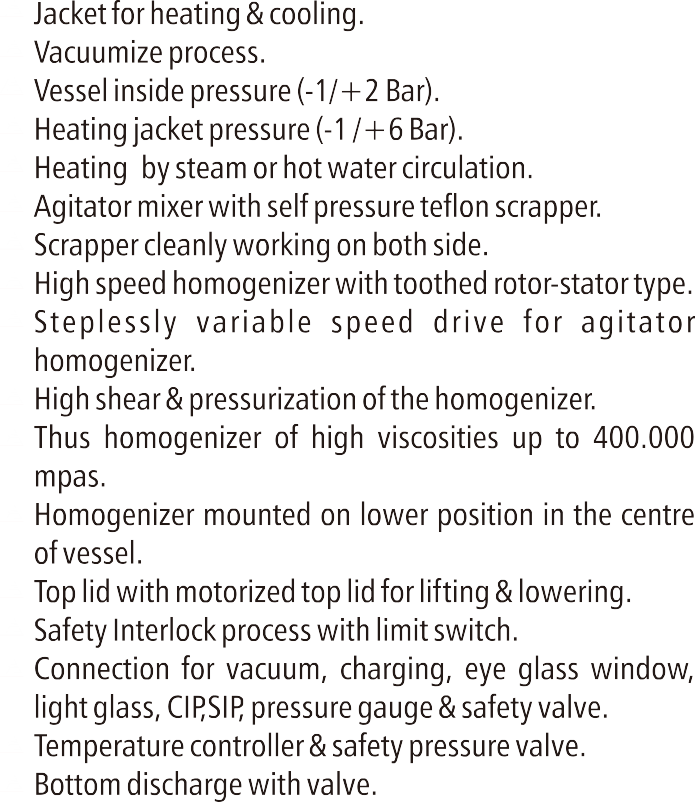 Jacket for heating & cooling.
Vacuumize process.
Vessel inside pressure (-1/+2 Bar).
Heating jacket pressure (-1 /+6 Bar).
Heating  by steam or hot water circulation.
Agitator mixer with self pressure teflon scrapper.
Scrapper cleanly working on both side.
High speed homogenizer with toothed rotor-stator type.
Steplessly variable speed drive for agitator
homogenizer.
High shear & pressurization of the homogenizer.
Thus homogenizer of high viscosities up to 400.000
mpas.
Homogenizer mounted on lower position in the centre
of vessel.
Top lid with motorized top lid for lifting & lowering.
Safety Interlock process with limit switch.
Connection for vacuum, charging, eye glass window,
light glass, CIP,SIP, pressure gauge & safety valve.
Temperature controller & safety pressure valve.
Bottom discharge with valve.